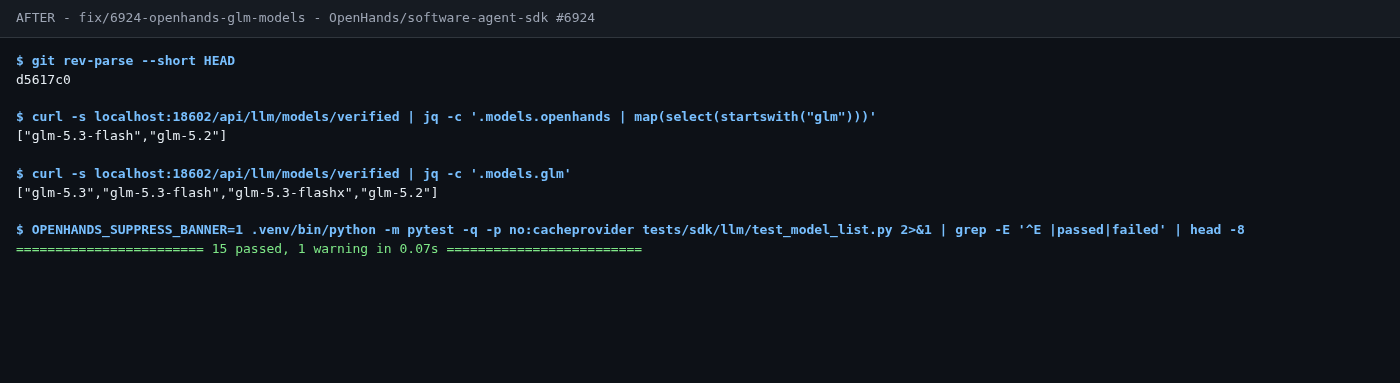 AFTER - fix/6924-openhands-glm-models - OpenHands/software-agent-sdk #6924
$ git rev-parse --short HEAD
d5617c0
$ curl -s localhost:18602/api/llm/models/verified | jq -c '.models.openhands | map(select(startswith("glm")))'
["glm-5.3-flash","glm-5.2"]
$ curl -s localhost:18602/api/llm/models/verified | jq -c '.models.glm'
["glm-5.3","glm-5.3-flash","glm-5.3-flashx","glm-5.2"]
$ OPENHANDS_SUPPRESS_BANNER=1 .venv/bin/python -m pytest -q -p no:cacheprovider tests/sdk/llm/test_model_list.py 2>&1 | grep -E '^E |passed|failed' | head -8
======================== 15 passed, 1 warning in 0.07s =========================